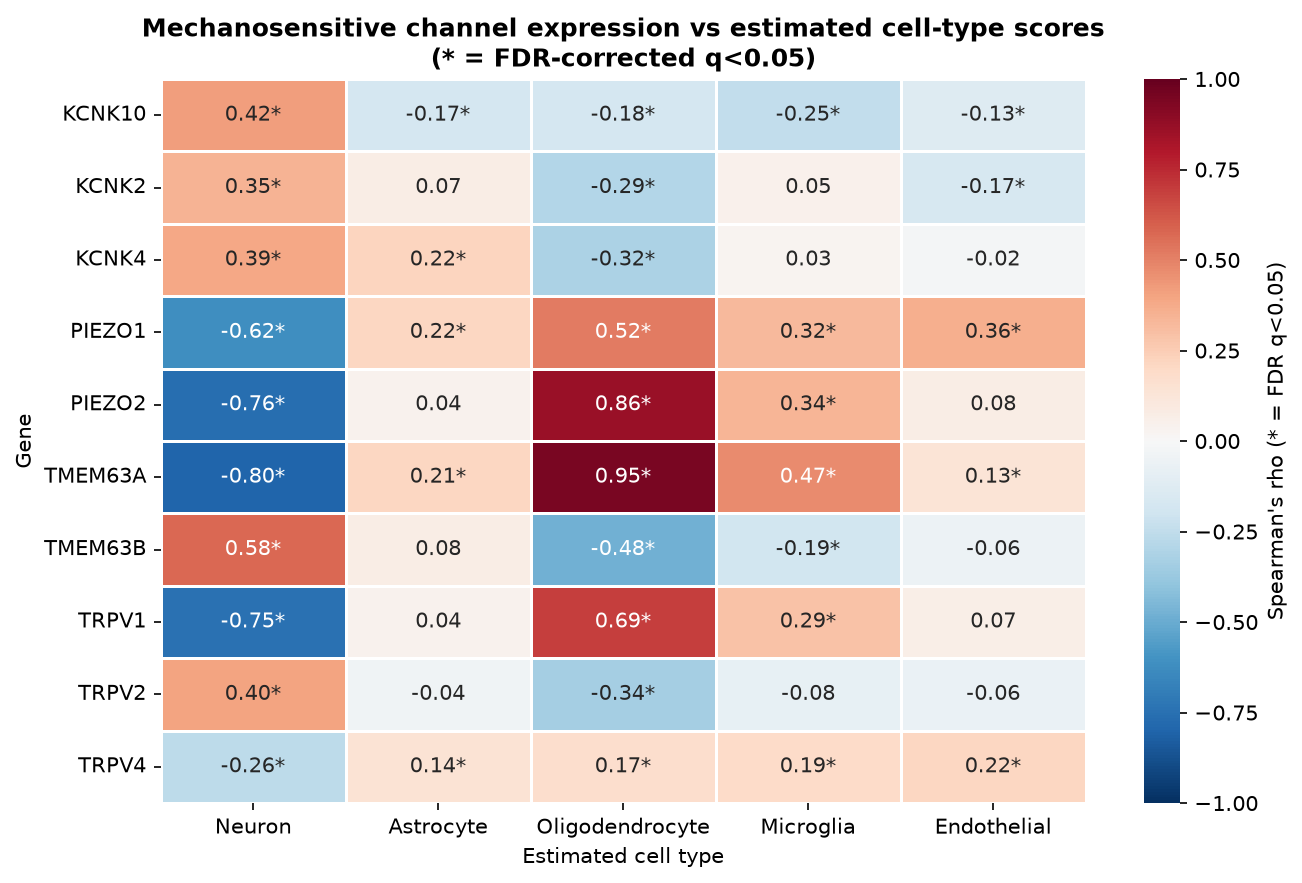 Mechanosensitive channel expression vs estimated cell-type scores
(* = FDR-corrected q<0.05)
KCNK10 0.42* -0.17* -0.18* -0.25* -0.13*
KCNK2 0.35* 0.07 -0.29* 0.05 -0.17*
KCNK4 0.39* 0.22* -0.32* 0.03 -0.02
PIEZO1 -0.62* 0.22* 0.52* 0.32* 0.36*
PIEZO2 -0.76* 0.04 0.86* 0.34* 0.08
TMEM63A -0.80* 0.21* 0.95* 0.47* 0.13*
TMEM63B 0.58* 0.08 -0.48* -0.19* -0.06
TRPV1 -0.75* 0.04 0.69* 0.29* 0.07
TRPV2 0.40* -0.04 -0.34* -0.08 -0.06
TRPV4 -0.26* 0.14* 0.17* 0.19* 0.22*
Neuron Astrocyte Oligodendrocyte Microglia Endothelial
Estimated cell type
Gene
1.00
0.75
0.50
0.25
0.00
−0.25
−0.50
−0.75
−1.00
Spearman's rho (* = FDR q<0.05)